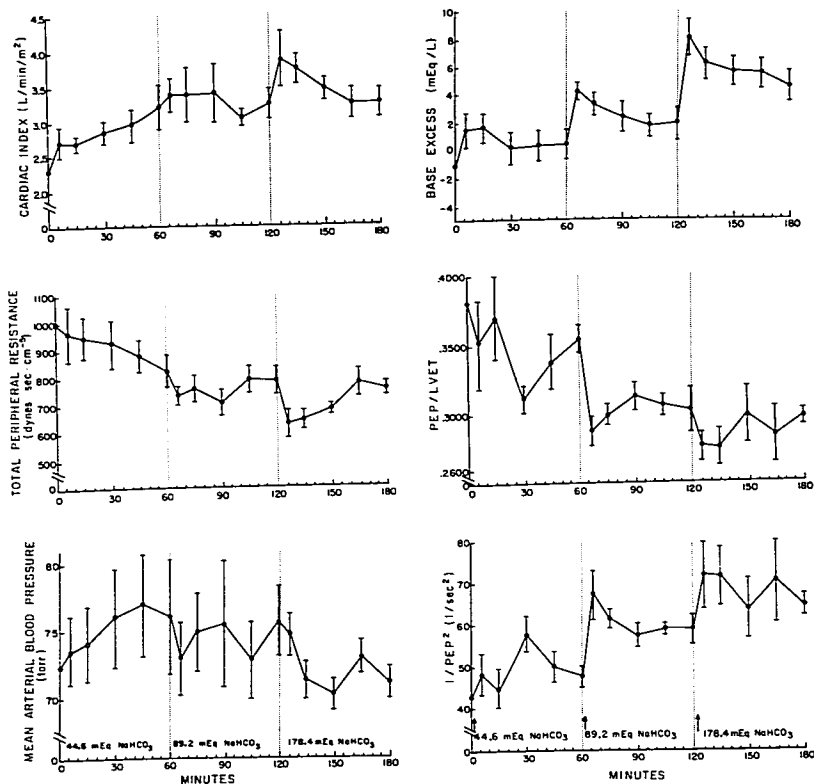 CARDIAC INDEX (L/min/m²)
4.5
4.0
3.5
3.0
2.5
2.0
0
0 30 60 90 120 150 180
BASE EXCESS (mEq/L)
10
8
6
4
2
0
-2
-4
0 30 60 90 120 150 180
TOTAL PERIPHERAL RESISTANCE
(dynes sec cm⁻⁵)
1100
1000
900
800
700
600
500
0
0 30 60 90 120 150 180
PEP/LVET
.4000
.3500
.3000
.2600
0 30 60 90 120 150 180
MEAN ARTERIAL BLOOD PRESSURE
(torr)
80
75
70
0
44.6 mEq NaHCO₃ 89.2 mEq NaHCO₃ 178.4 mEq NaHCO₃
0 30 60 90 120 150 180
MINUTES
1/PEP² (1/sec²)
80
70
60
50
40
0
44.6 mEq NaHCO₃ 89.2 mEq NaHCO₃ 178.4 mEq NaHCO₃
0 30 60 90 120 150 180
MINUTES